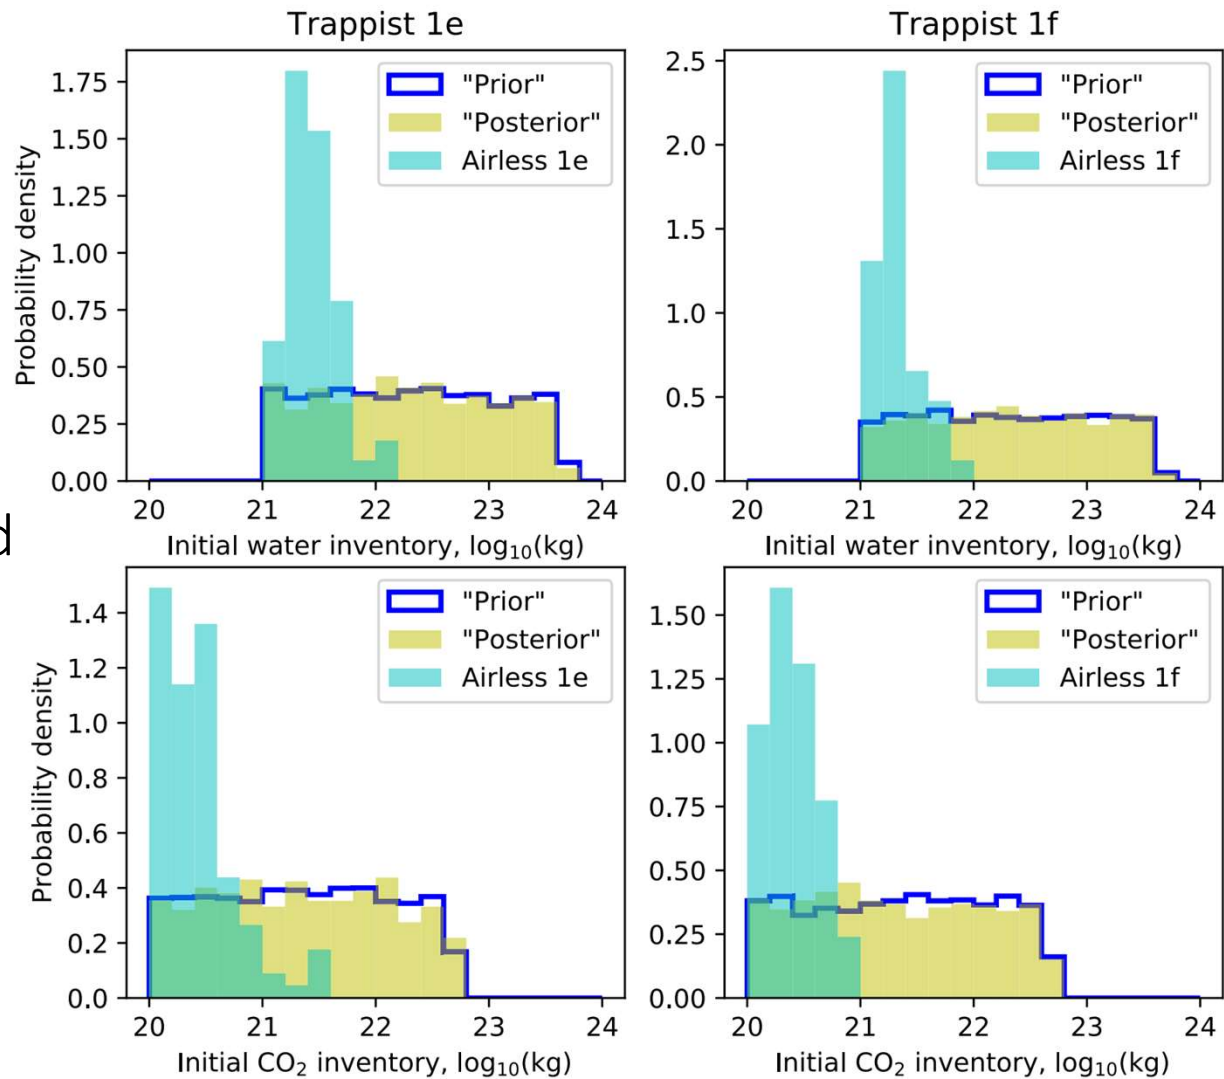 Trappist 1e
Trappist 1f
Probability density
1.75
1.50
1.25
1.00
0.75
0.50
0.25
0.00
"Prior"
"Posterior"
Airless 1e
20 21 22 23 24
Initial water inventory, log₁₀(kg)
2.5
2.0
1.5
1.0
0.5
0.0
"Prior"
"Posterior"
Airless 1f
20 21 22 23 24
Initial water inventory, log₁₀(kg)
d
Probability density
1.4
1.2
1.0
0.8
0.6
0.4
0.2
0.0
"Prior"
"Posterior"
Airless 1e
20 21 22 23 24
Initial CO₂ inventory, log₁₀(kg)
1.50
1.25
1.00
0.75
0.50
0.25
0.00
"Prior"
"Posterior"
Airless 1f
20 21 22 23 24
Initial CO₂ inventory, log₁₀(kg)